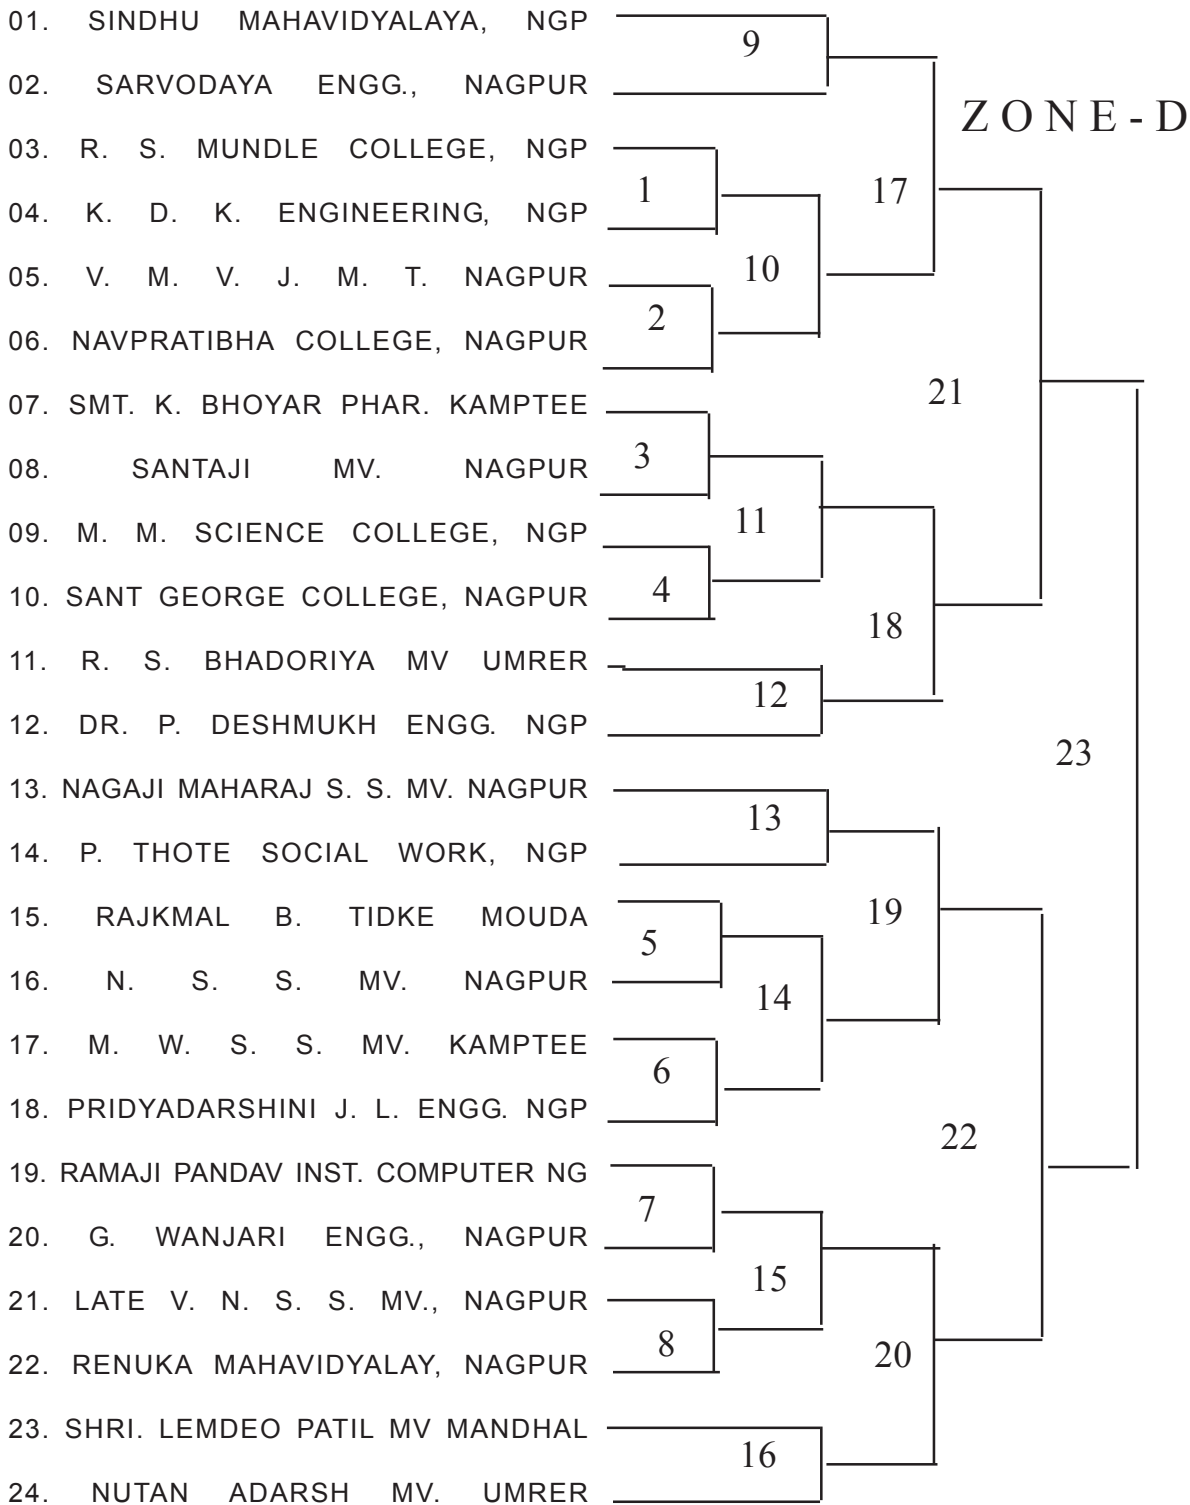 01. SINDHU MAHAVIDYALAYA, NGP
9
02. SARVODAYA ENGG., NAGPUR
ZONE-D
03. R. S. MUNDLE COLLEGE, NGP
1
17
04. K. D. K. ENGINEERING, NGP
10
05. V. M. V. J. M. T. NAGPUR
2
06. NAVPRATIBHA COLLEGE, NAGPUR
21
07. SMT. K. BHOYAR PHAR. KAMPTEE
3
08. SANTAJI MV. NAGPUR
11
09. M. M. SCIENCE COLLEGE, NGP
4
10. SANT GEORGE COLLEGE, NAGPUR
18
11. R. S. BHADORIYA MV UMRER
12
12. DR. P. DESHMUKH ENGG. NGP
23
13. NAGAJI MAHARAJ S. S. MV. NAGPUR
13
14. P. THOTE SOCIAL WORK, NGP
19
15. RAJKMAL B. TIDKE MOUDA
5
16. N. S. S. MV. NAGPUR
14
17. M. W. S. S. MV. KAMPTEE
6
18. PRIDYADARSHINI J. L. ENGG. NGP
22
19. RAMAJI PANDAV INST. COMPUTER NG
7
20. G. WANJARI ENGG., NAGPUR
15
21. LATE V. N. S. S. MV., NAGPUR
8
20
22. RENUKA MAHAVIDYALAY, NAGPUR
23. SHRI. LEMDEO PATIL MV MANDHAL
16
24. NUTAN ADARSH MV. UMRER